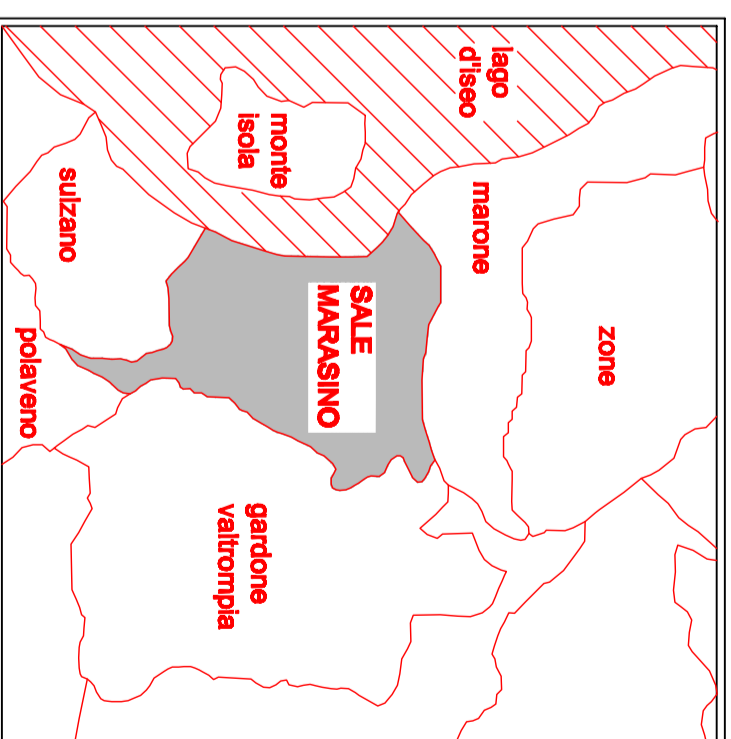 lago
d'iseo
monte
isola
marone
sulzano
zone
SALE
MARASINO
polaveno
gardone
valtrompia